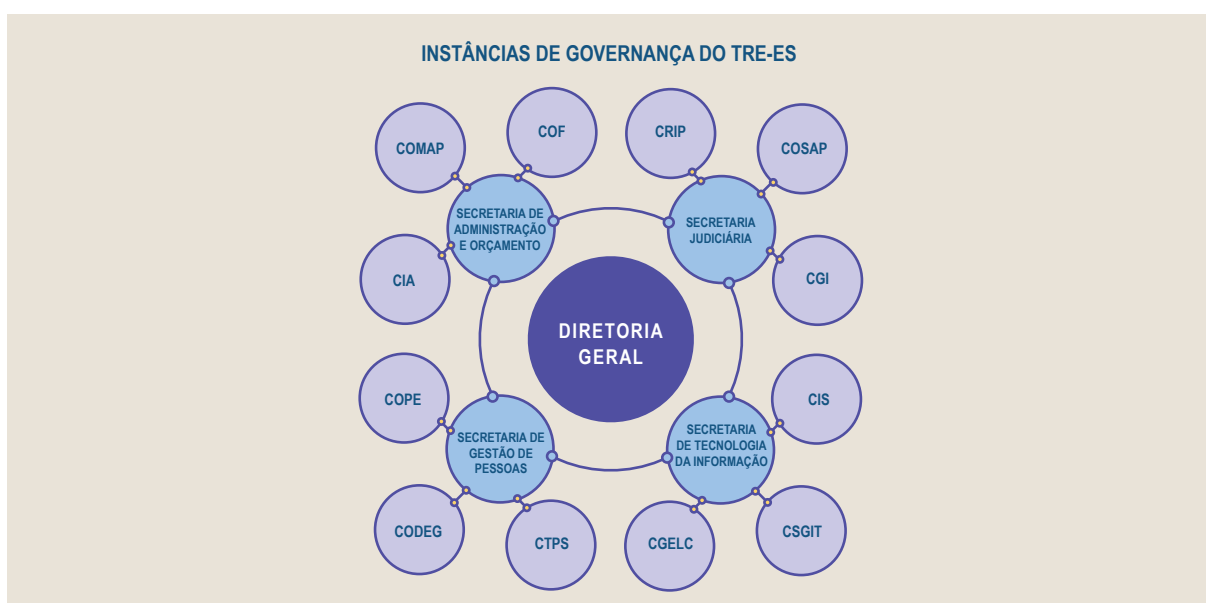 INSTÂNCIAS DE GOVERNANÇA DO TRE-ES
COMAP
COF
CRIP
COSAP
SECRETARIA DE
ADMINISTRAÇÃO
E ORÇAMENTO
SECRETARIA
JUDICIÁRIA
CIA
CGI
DIRETORIA
GERAL
COPE
CIS
SECRETARIA DE
GESTÃO DE
PESSOAS
SECRETARIA
DE TECNOLOGIA
DA INFORMAÇÃO
CODEG
CTPS
CGELC
CSGIT